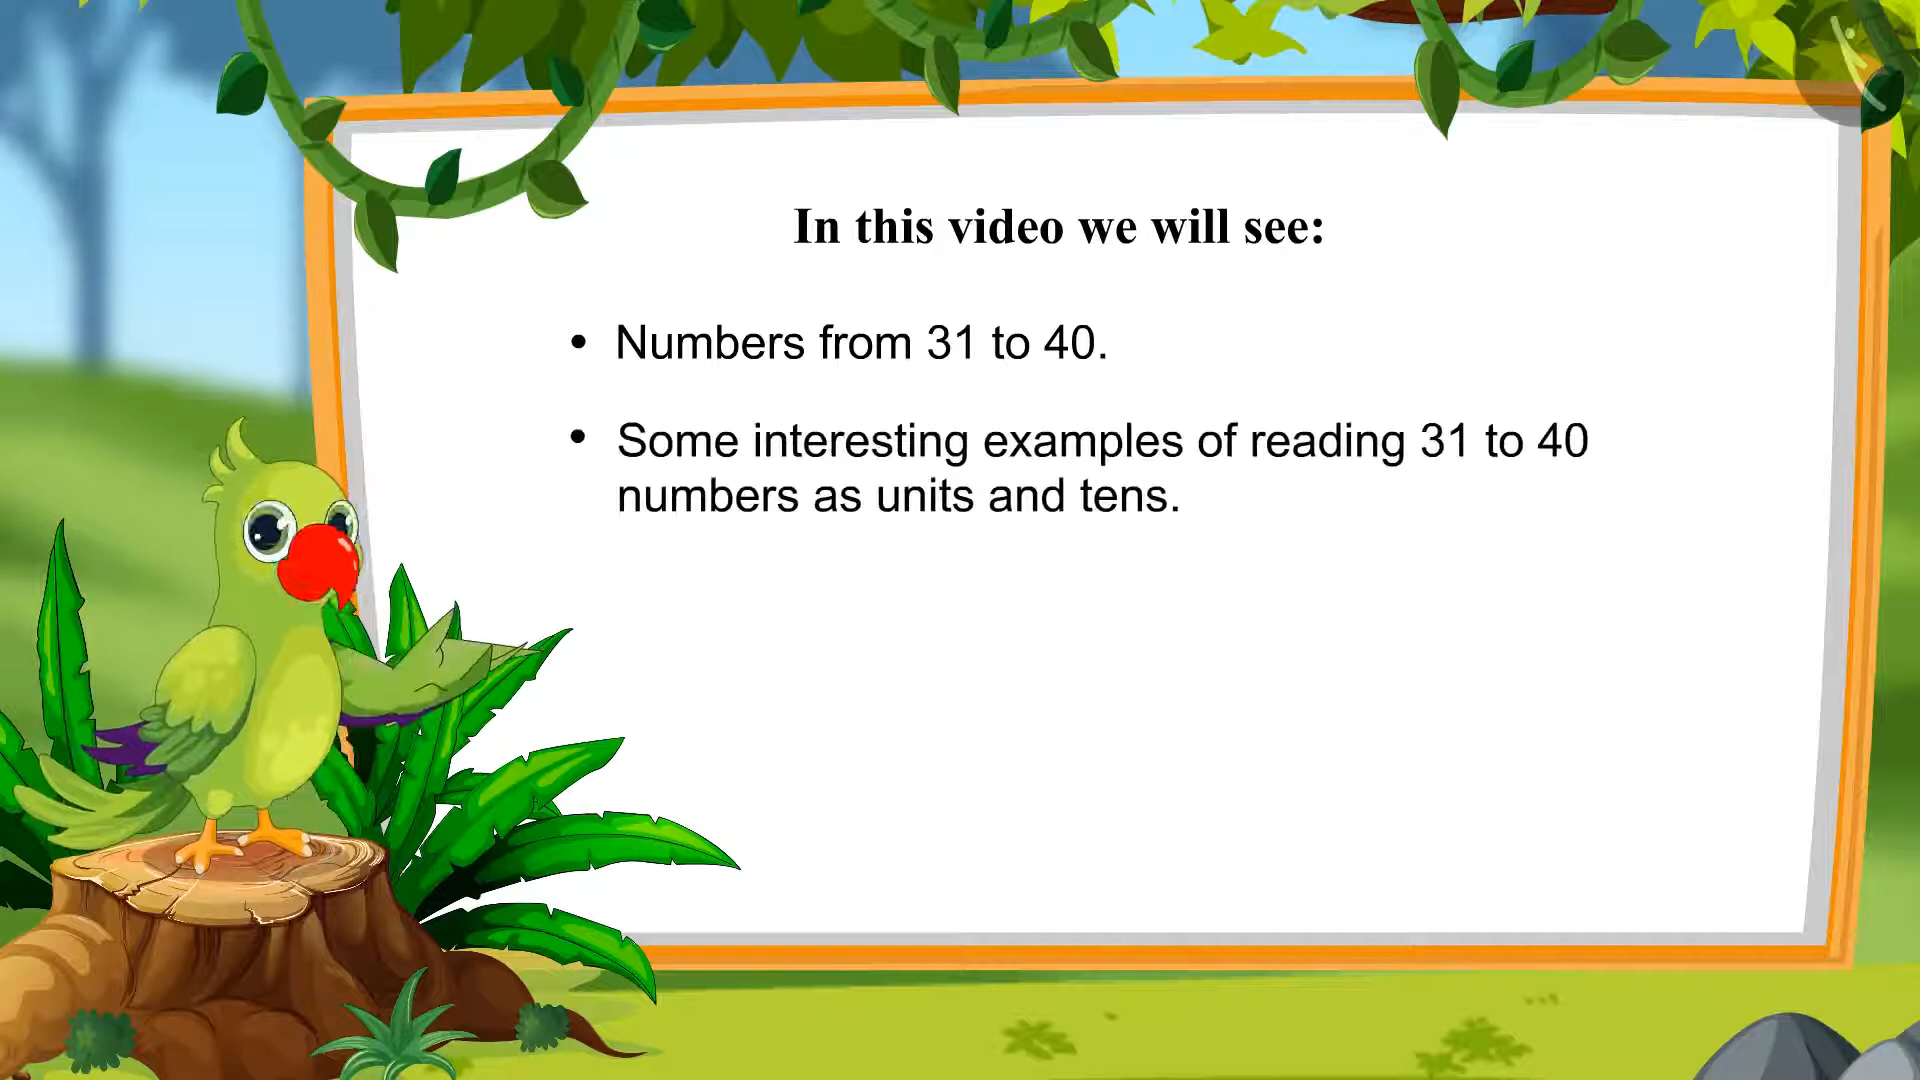 In this video we will see:
• Numbers from 31 to 40.
• Some interesting examples of reading 31 to 40
numbers as units and tens.